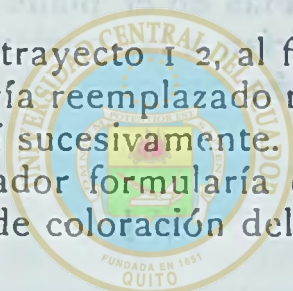 trayecto 1 2, al f
ía reemplazado
sucesivamente.
ador formularía
de coloración del
UNIVERSIDAD CENTRAL DEL ECUADOR
FUNDADA EN 1651
QUITO